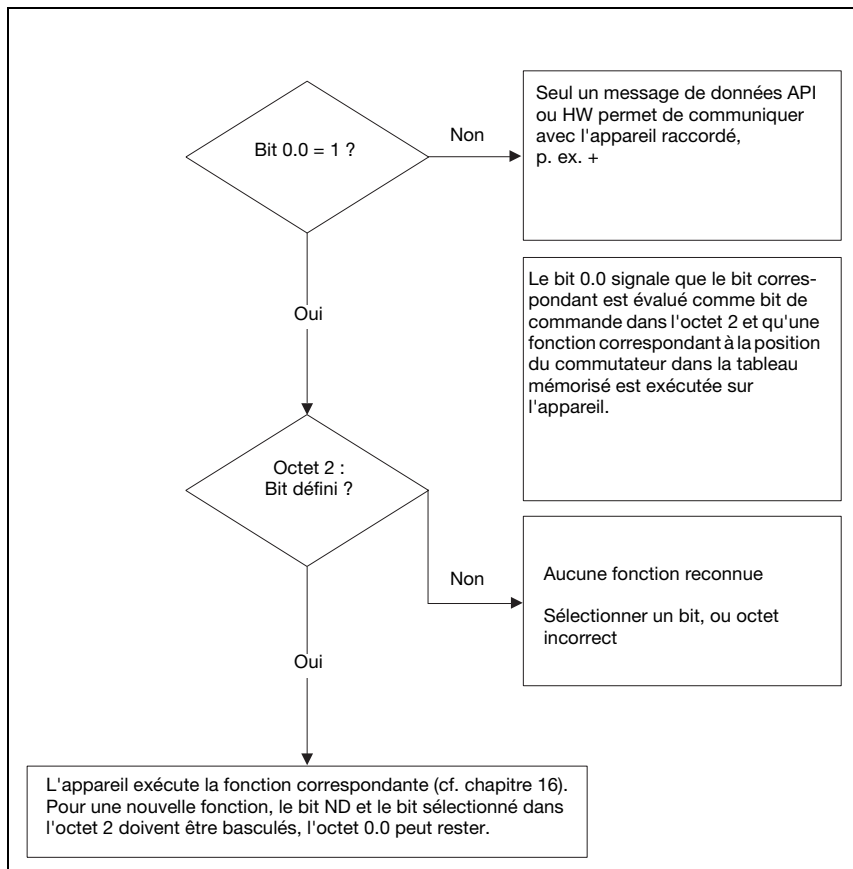 Bit 0.0 = 1 ?
Non
Seul un message de données API
ou HW permet de communiquer
avec l'appareil raccordé,
p. ex. +
Oui
Le bit 0.0 signale que le bit corres-
pondant est évalué comme bit de
commande dans l'octet 2 et qu'une
fonction correspondant à la position
du commutateur dans la tableau
mémorisé est exécutée sur
l'appareil.
Octet 2 :
Bit défini ?
Non
Aucune fonction reconnue
Sélectionner un bit, ou octet
incorrect
Oui
L'appareil exécute la fonction correspondante (cf. chapitre 16).
Pour une nouvelle fonction, le bit ND et le bit sélectionné dans
l'octet 2 doivent être basculés, l'octet 0.0 peut rester.